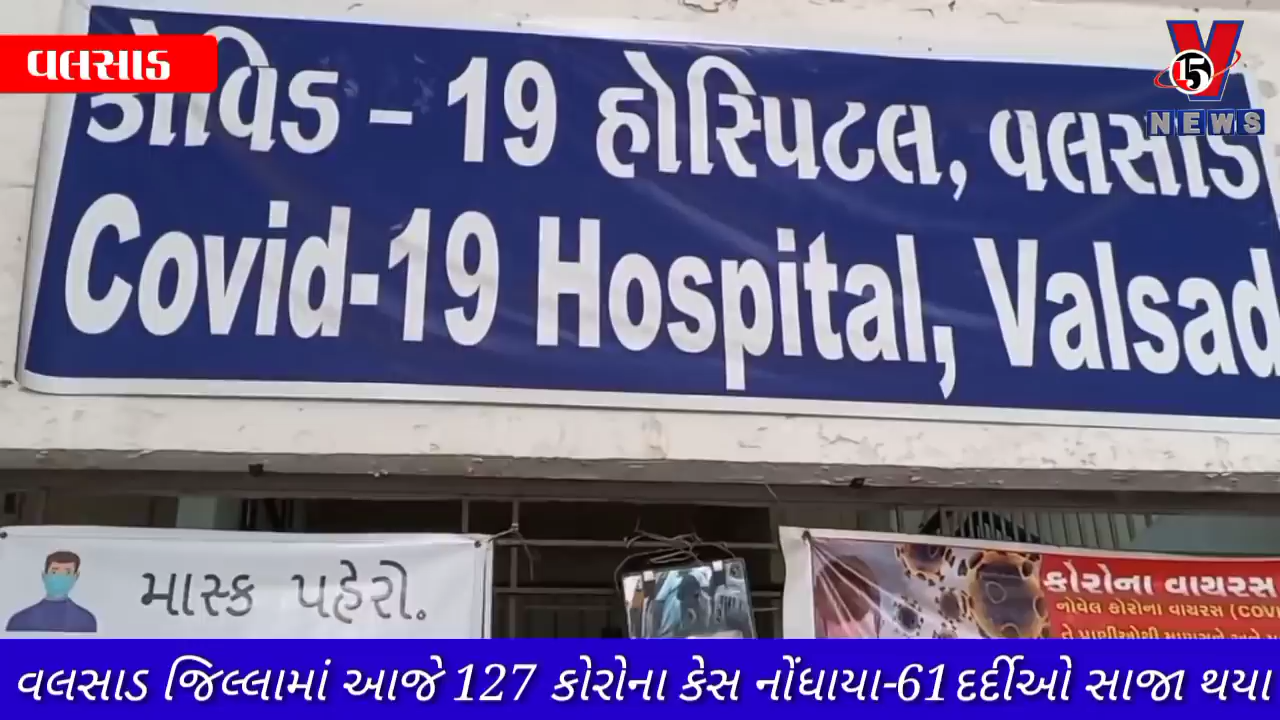 વલસાડ
V
15
NEWS
કોવિડ - 19 હોસ્પિટલ, વલસાડ
Covid-19 Hospital, Valsad
માસ્ક પહેરો.
કોરોના વાયરસ
નોવેલ કોરોના વાયરસ (COVI
વલસાડ જિલ્લામાં આજે 127 કોરોના કેસ નોંધાયા-61 દર્દીઓ સાજા થયા